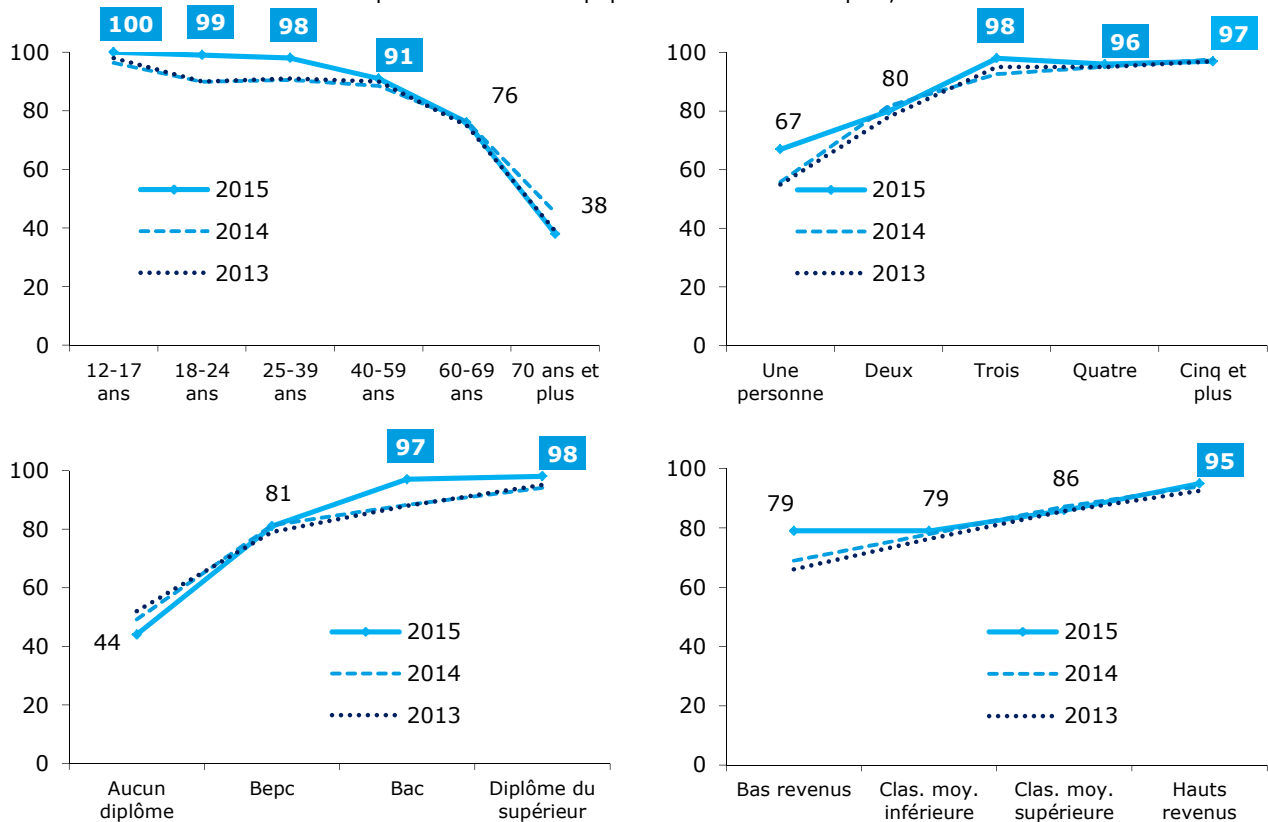 100
99
98
91
76
38
100
80
60
40
20
0
2015
2014
2013
12-17 ans
18-24 ans
25-39 ans
40-59 ans
60-69 ans
70 ans et plus
98
96
97
80
67
100
80
60
40
20
0
2015
2014
2013
Une personne
Deux
Trois
Quatre
Cinq et plus
97
98
81
44
100
80
60
40
20
0
2015
2014
2013
Aucun diplôme
Bepc
Bac
Diplôme du supérieur
95
86
79
79
100
80
60
40
20
0
2015
2014
2013
Bas revenus
Clas. moy. inférieure
Clas. moy. supérieure
Hauts revenus